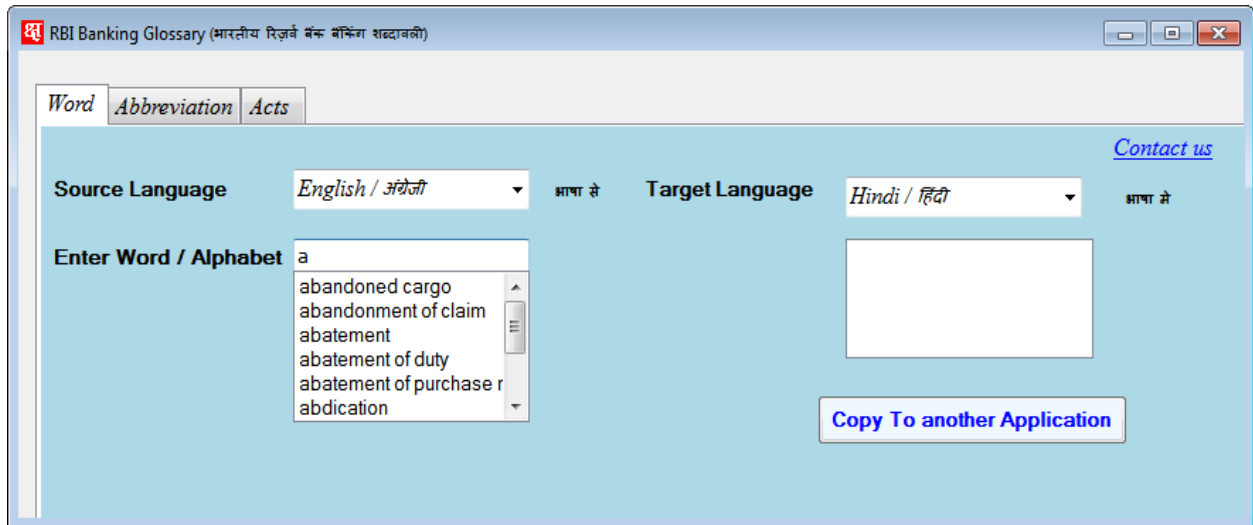 क्ष RBI Banking Glossary (भारतीय रिज़र्व बैंक बैंकिंग शब्दावली)
Word Abbreviation Acts
Contact us
Source Language English / अंग्रेजी भाषा से Target Language Hindi / हिंदी भाषा मे
Enter Word / Alphabet a
abandoned cargo
abandonment of claim
abatement
abatement of duty
abatement of purchase r
abdication
Copy To another Application